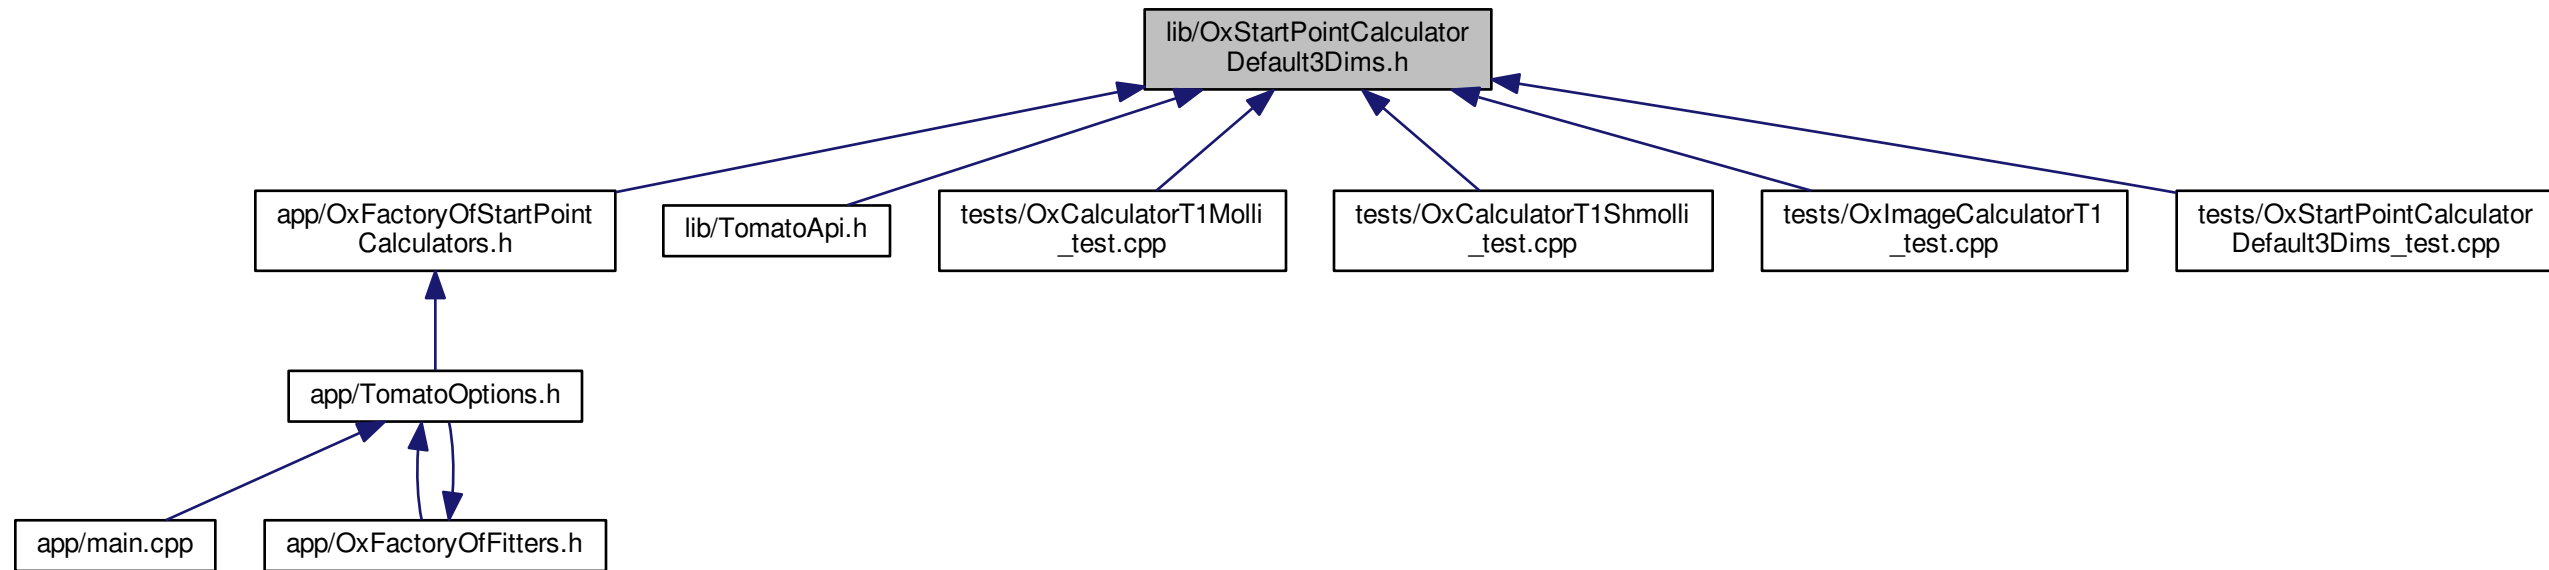 lib/OxStartPointCalculator
Default3Dims.h
app/OxFactoryOfStartPoint
Calculators.h
lib/TomatoApi.h
tests/OxCalculatorT1Molli
_test.cpp
tests/OxCalculatorT1Shmolli
_test.cpp
tests/OxImageCalculatorT1
_test.cpp
tests/OxStartPointCalculator
Default3Dims_test.cpp
app/TomatoOptions.h
app/main.cpp
app/OxFactoryOfFitters.h